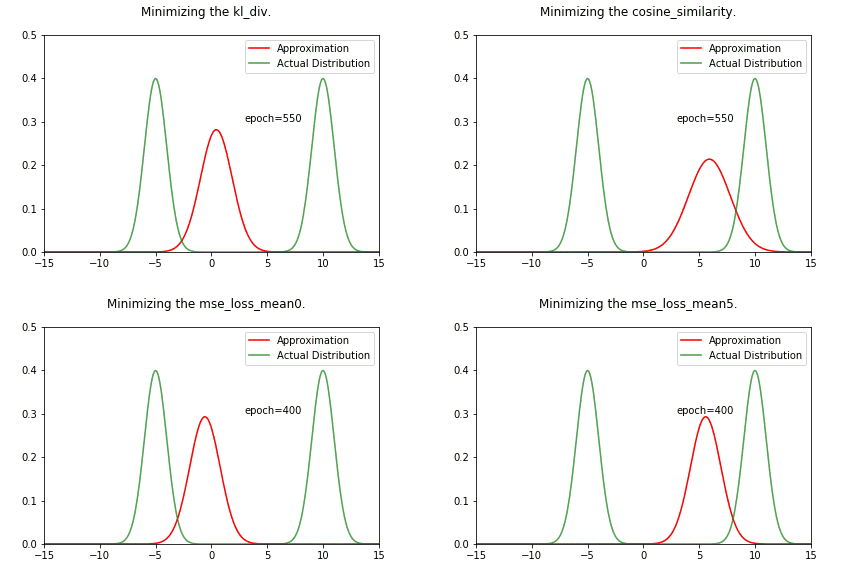 Minimizing the kl_div.
0.5
0.4
0.3
0.2
0.1
0.0
−15 −10 −5 0 5 10 15
Approximation
Actual Distribution
epoch=550
Minimizing the cosine_similarity.
0.5
0.4
0.3
0.2
0.1
0.0
−15 −10 −5 0 5 10 15
Approximation
Actual Distribution
epoch=550
Minimizing the mse_loss_mean0.
0.5
0.4
0.3
0.2
0.1
0.0
−15 −10 −5 0 5 10 15
Approximation
Actual Distribution
epoch=400
Minimizing the mse_loss_mean5.
0.5
0.4
0.3
0.2
0.1
0.0
−15 −10 −5 0 5 10 15
Approximation
Actual Distribution
epoch=400